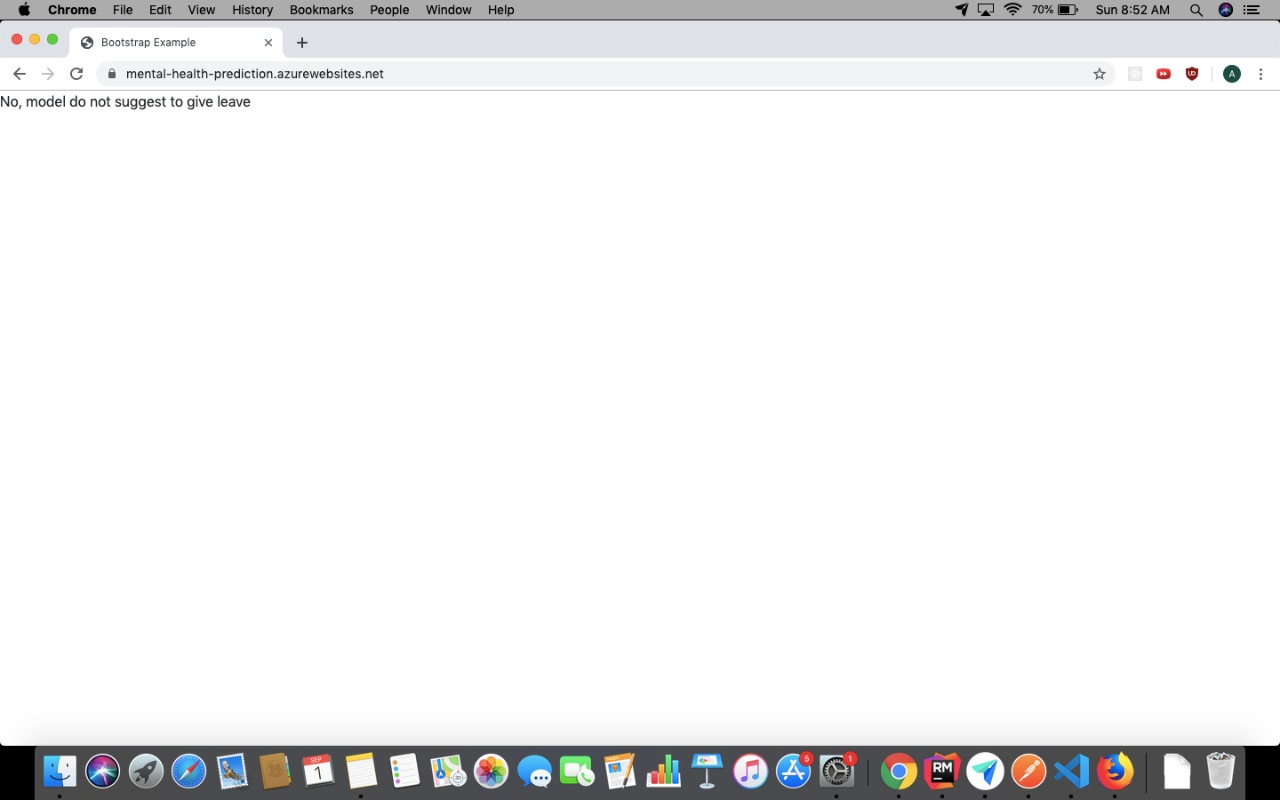 Chrome File Edit View History Bookmarks People Window Help 70% Sun 8:52 AM
Bootstrap Example
mental-health-prediction.azurewebsites.net A
No, model do not suggest to give leave
SEP 5 1
1 RM